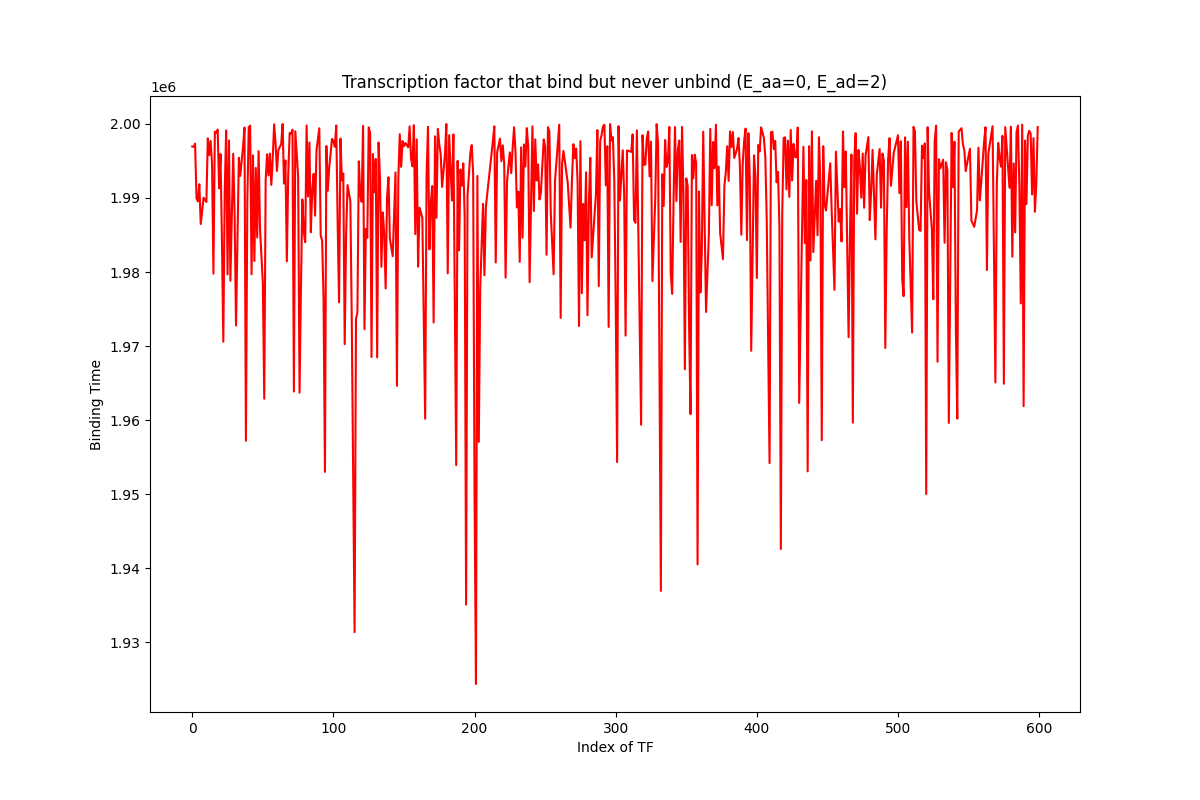 Transcription factor that bind but never unbind (E_aa=0, E_ad=2)
1e6
2.00
1.99
1.98
1.97
1.96
1.95
1.94
1.93
Binding Time
0 100 200 300 400 500 600
Index of TF